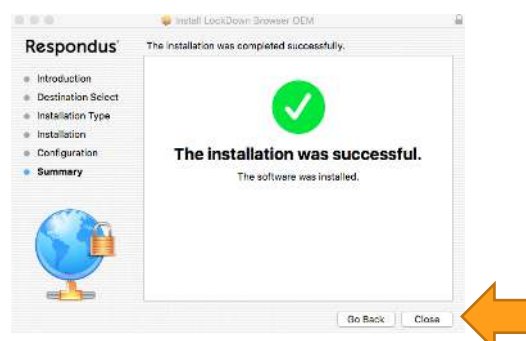 Install LockDown Browser OEM
Respondus'
The installation was completed successfully.
Introduction
Destination Select
Installation Type
Installation
Configuration
Summary
The installation was successful.
The software was installed.
Go Back
Close